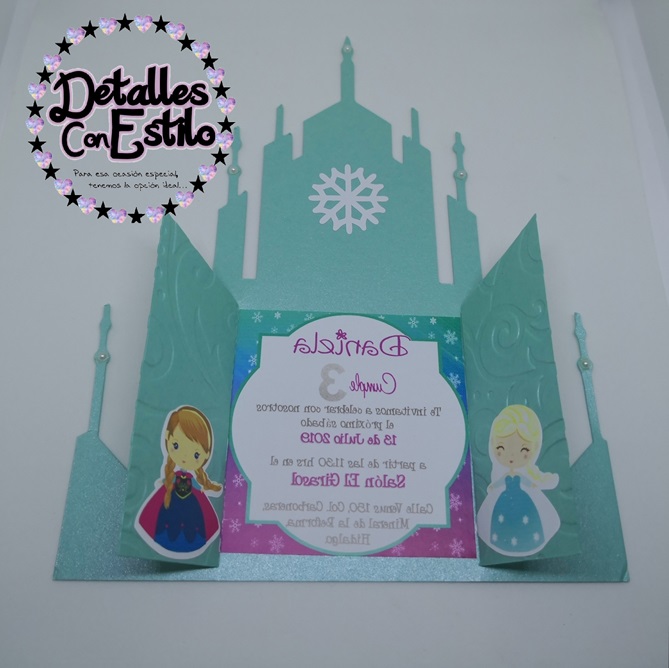 Detalles
Con Estilo
Para esa ocasión especial,
tenemos la opción ideal...
Daniela
Cumple 3
Te invitamos a celebrar con nosotros
el próximo sábado
13 de Julio 2019
a partir de las 11:30 hrs en el
Salón El Girasol
Calle Venus 190, Col. Carboneras,
Mineral de la Reforma,
Hidalgo.